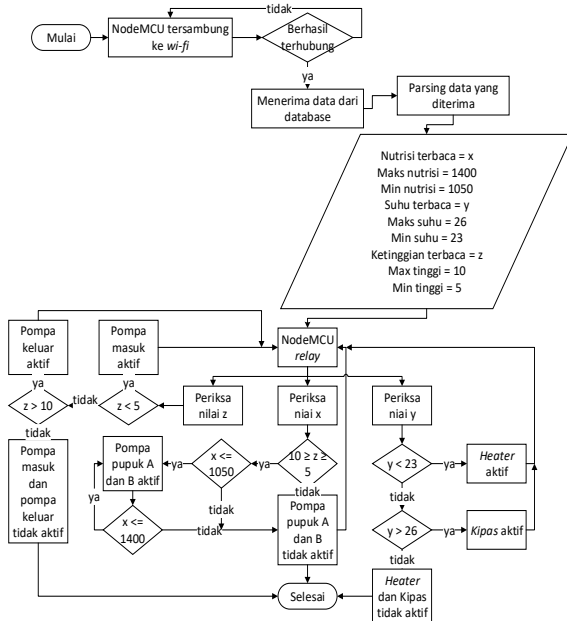 tidak
Mulai
NodeMCU tersambung
ke wi-fi
Berhasil
terhubung
ya
Menerima data dari
database
Parsing data yang
diterima
Nutrisi terbaca = x
Maks nutrisi = 1400
Min nutrisi = 1050
Suhu terbaca = y
Maks suhu = 26
Min suhu = 23
Ketinggian terbaca = z
Max tinggi = 10
Min tinggi = 5
Pompa
keluar
aktif
Pompa
masuk aktif
NodeMCU
relay
ya
ya
z > 10
tidak
z < 5
Periksa
nilai z
Periksa
niai x
Periksa
niai y
tidak
Pompa
masuk
dan
pompa
keluar
tidak aktif
Pompa
pupuk A
dan B aktif
ya
x <=
1050
ya
10 ≥ z ≥
5
y < 23
ya
Heater
aktif
ya
tidak
tidak
tidak
x <=
1400
tidak
Pompa
pupuk A
dan B
tidak aktif
y > 26
ya
Kipas aktif
tidak
Selesai
Heater
dan Kipas
tidak aktif